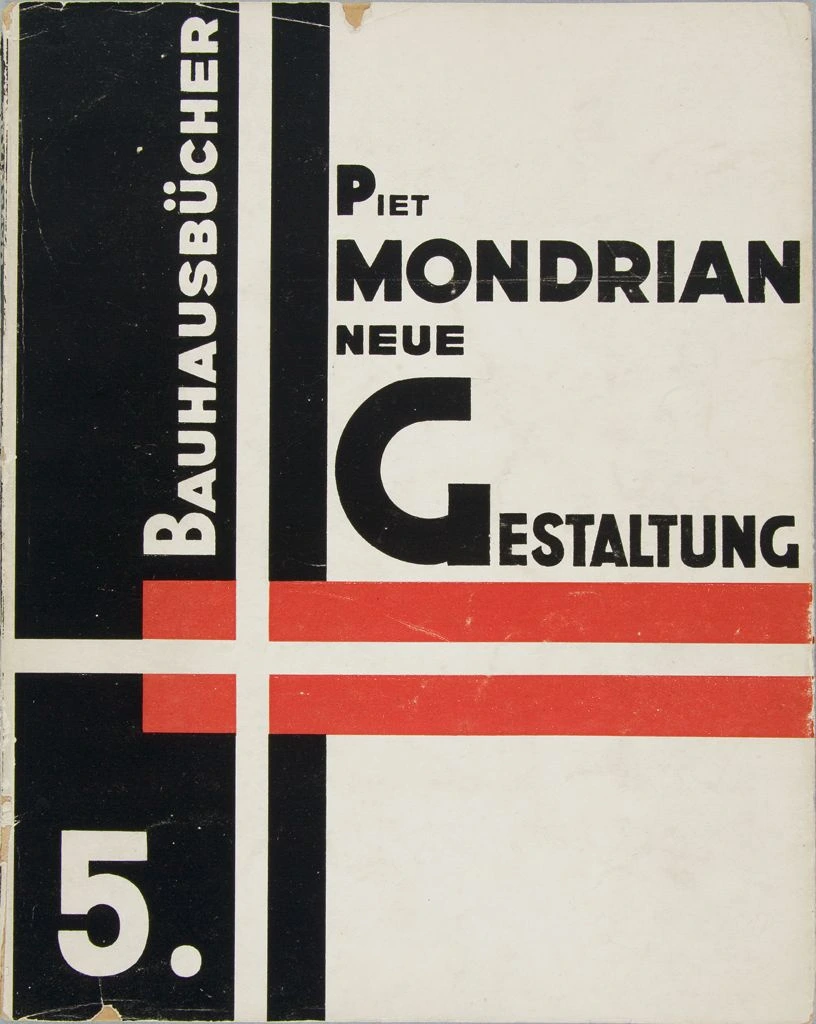 BAUHAUSBÜCHER
PIET
MONDRIAN
NEUE
GESTALTUNG
5.